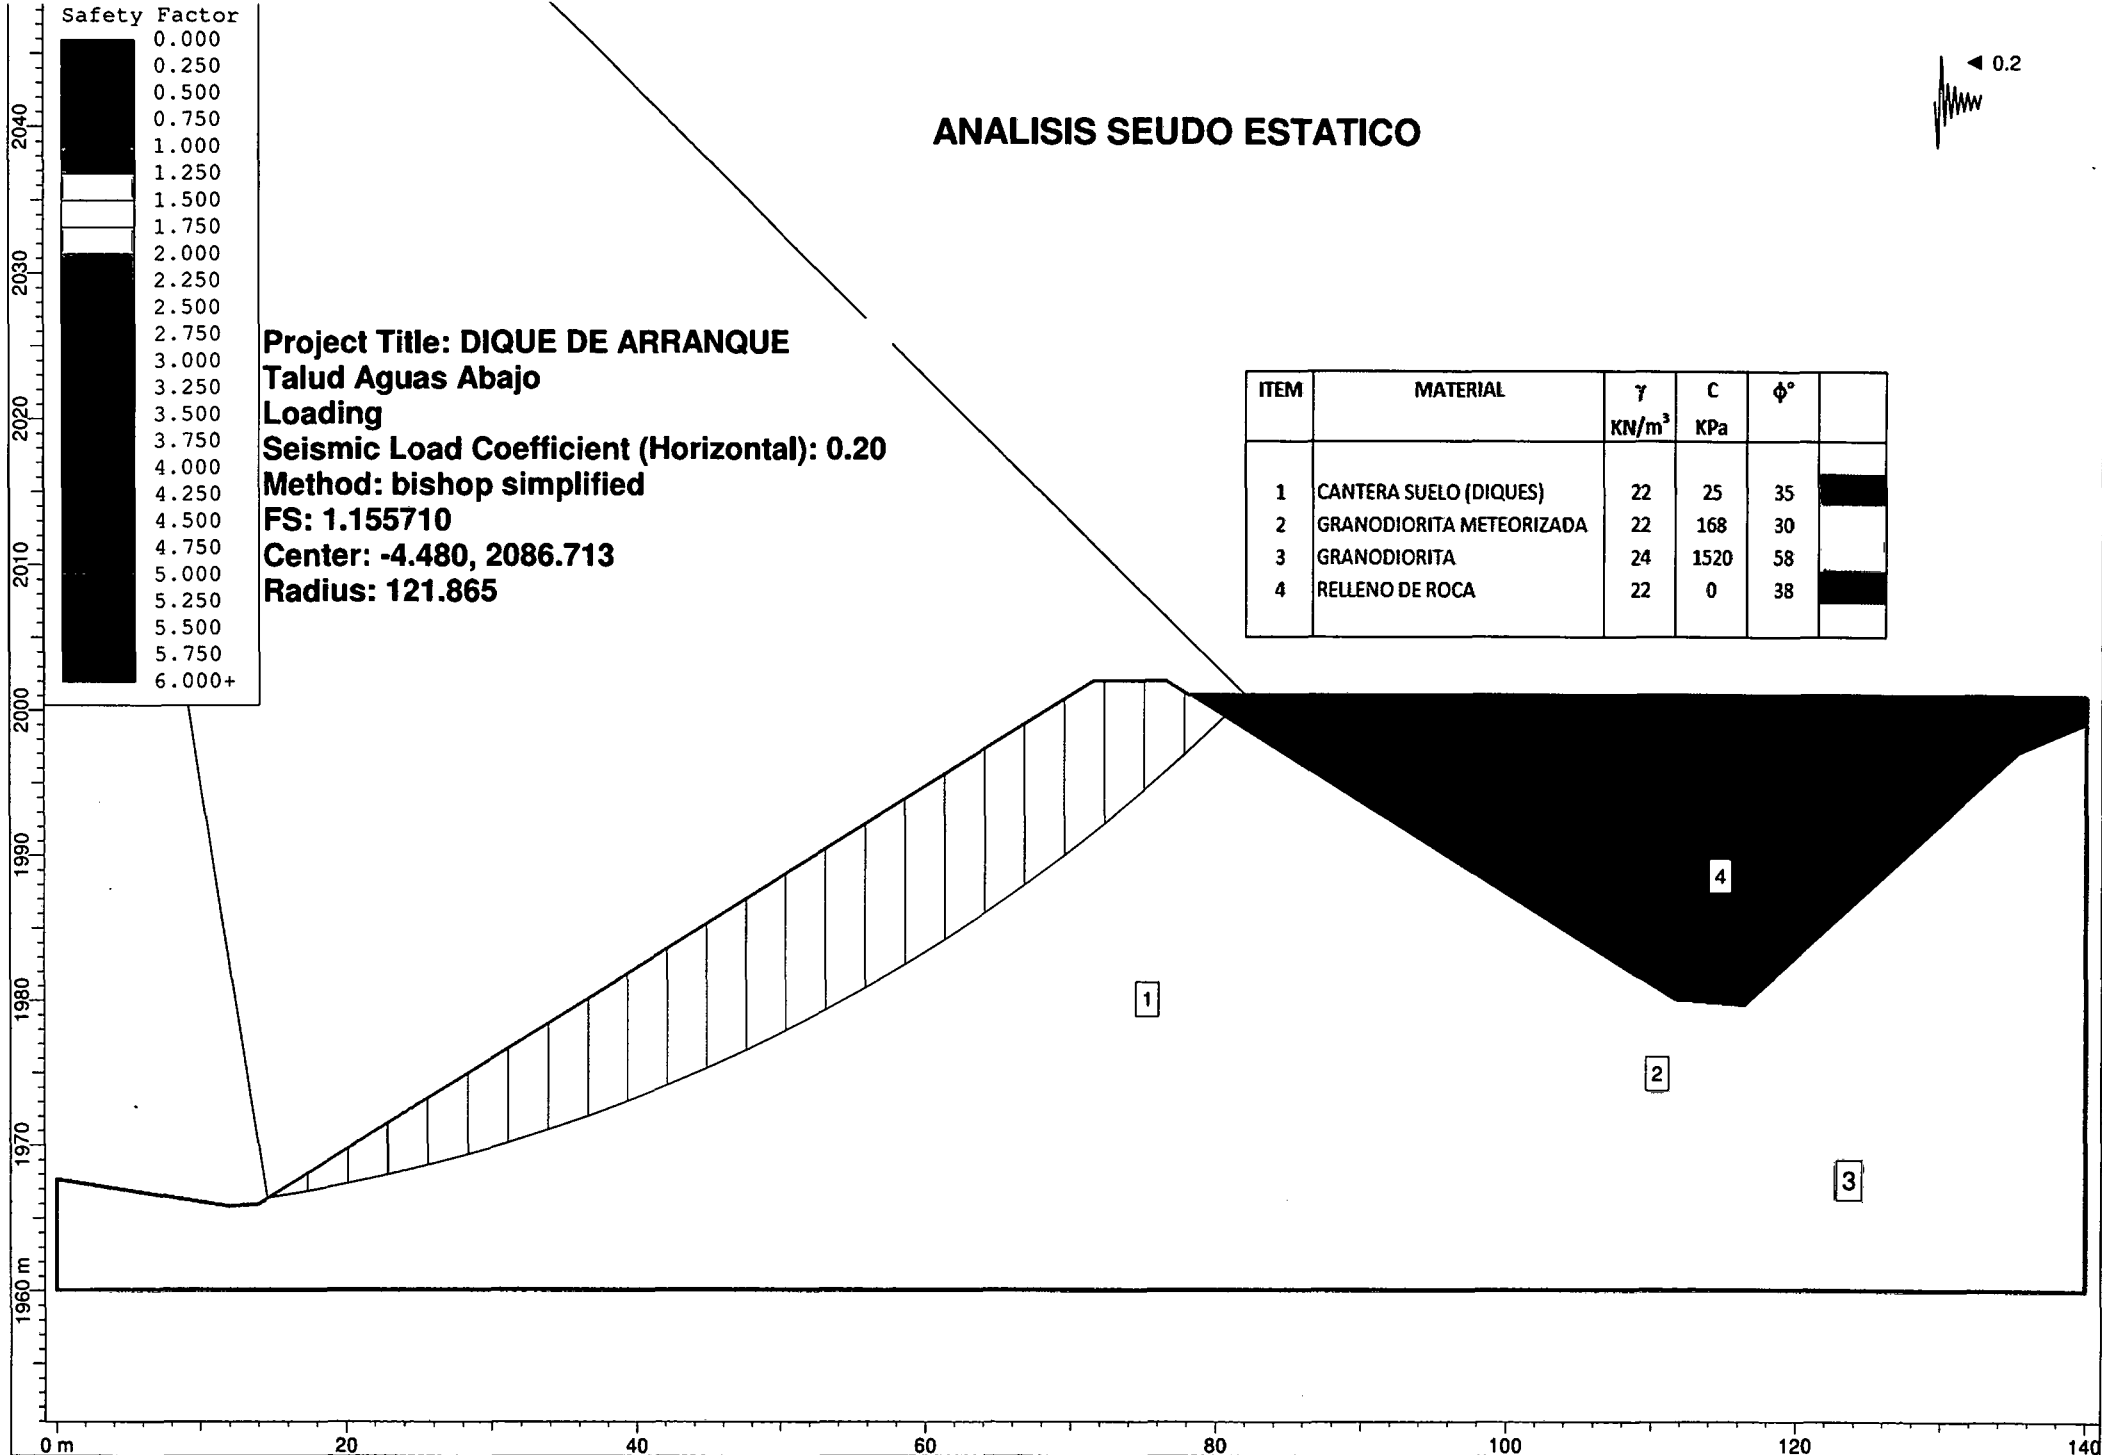 Safety Factor
0.000
0.250
0.500
0.750
1.000
1.250
1.500
1.750
2.000
2.250
2.500
2.750
3.000
3.250
3.500
3.750
4.000
4.250
4.500
4.750
5.000
5.250
5.500
5.750
6.000+
ANALISIS SEUDO ESTATICO
◄ 0.2
Project Title: DIQUE DE ARRANQUE
Talud Aguas Abajo
Loading
Seismic Load Coefficient (Horizontal): 0.20
Method: bishop simplified
FS: 1.155710
Center: -4.480, 2086.713
Radius: 121.865
ITEM MATERIAL γ C ϕ°
KN/m³ KPa
1 CANTERA SUELO (DIQUES) 22 25 35
2 GRANODIORITA METEORIZADA 22 168 30
3 GRANODIORITA 24 1520 58
4 RELLENO DE ROCA 22 0 38
4
1
2
3
2040
2030
2020
2010
2000
1990
1980
1970
1960 m
0 m 20 40 60 80 100 120 140